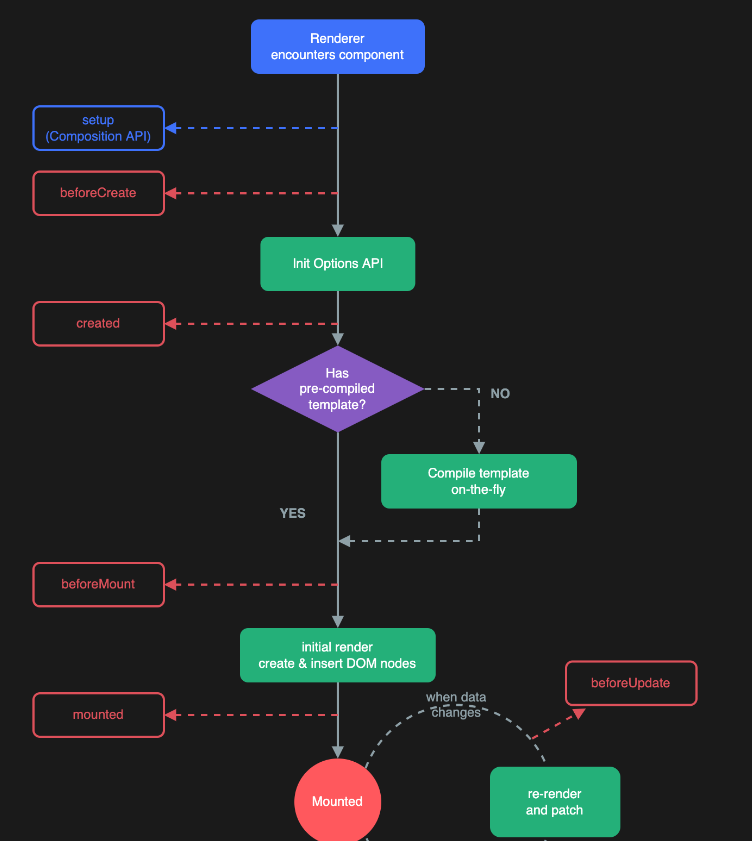 Renderer
encounters component
setup
(Composition API)
beforeCreate
Init Options API
created
Has
pre-compiled
template?
NO
Compile template
on-the-fly
YES
beforeMount
initial render
create & insert DOM nodes
beforeUpdate
when data
changes
mounted
Mounted
re-render
and patch